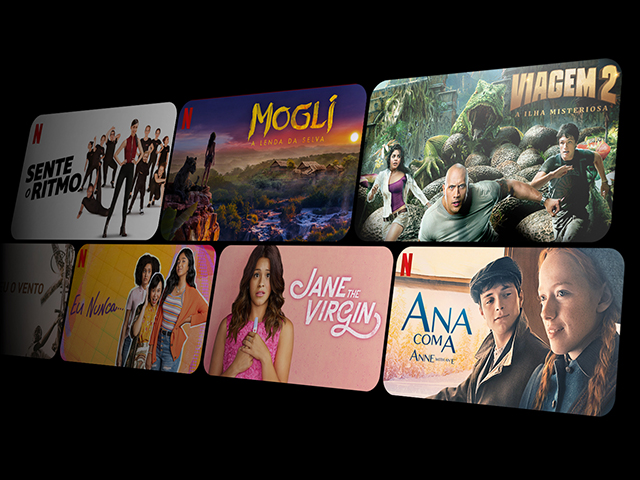 N
SENTE
O RITMO
N
MOGLI
A LENDA DA SELVA
VIAGEM 2
A ILHA MISTERIOSA
U O VENTO
N
EU NUNCA...
JANE THE
VIRGIN
N
ANA
COM A
ANNE WITH AN E